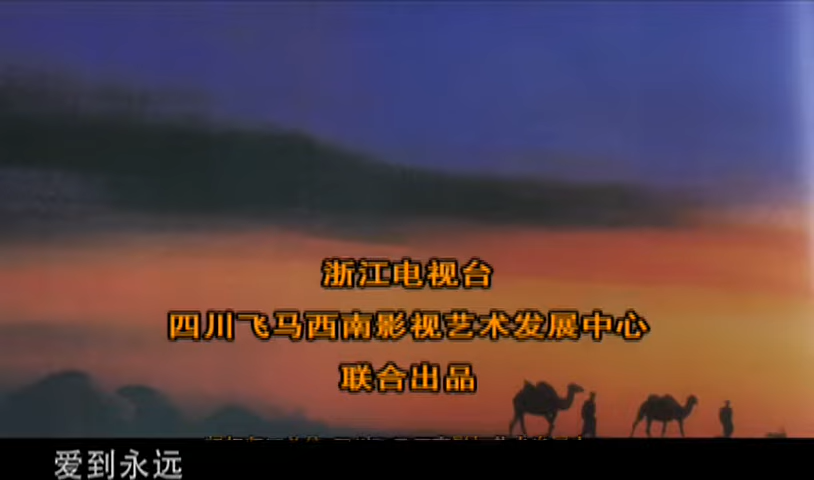 浙江电视台
四川飞马西南影视艺术发展中心
联合出品
爱到永远